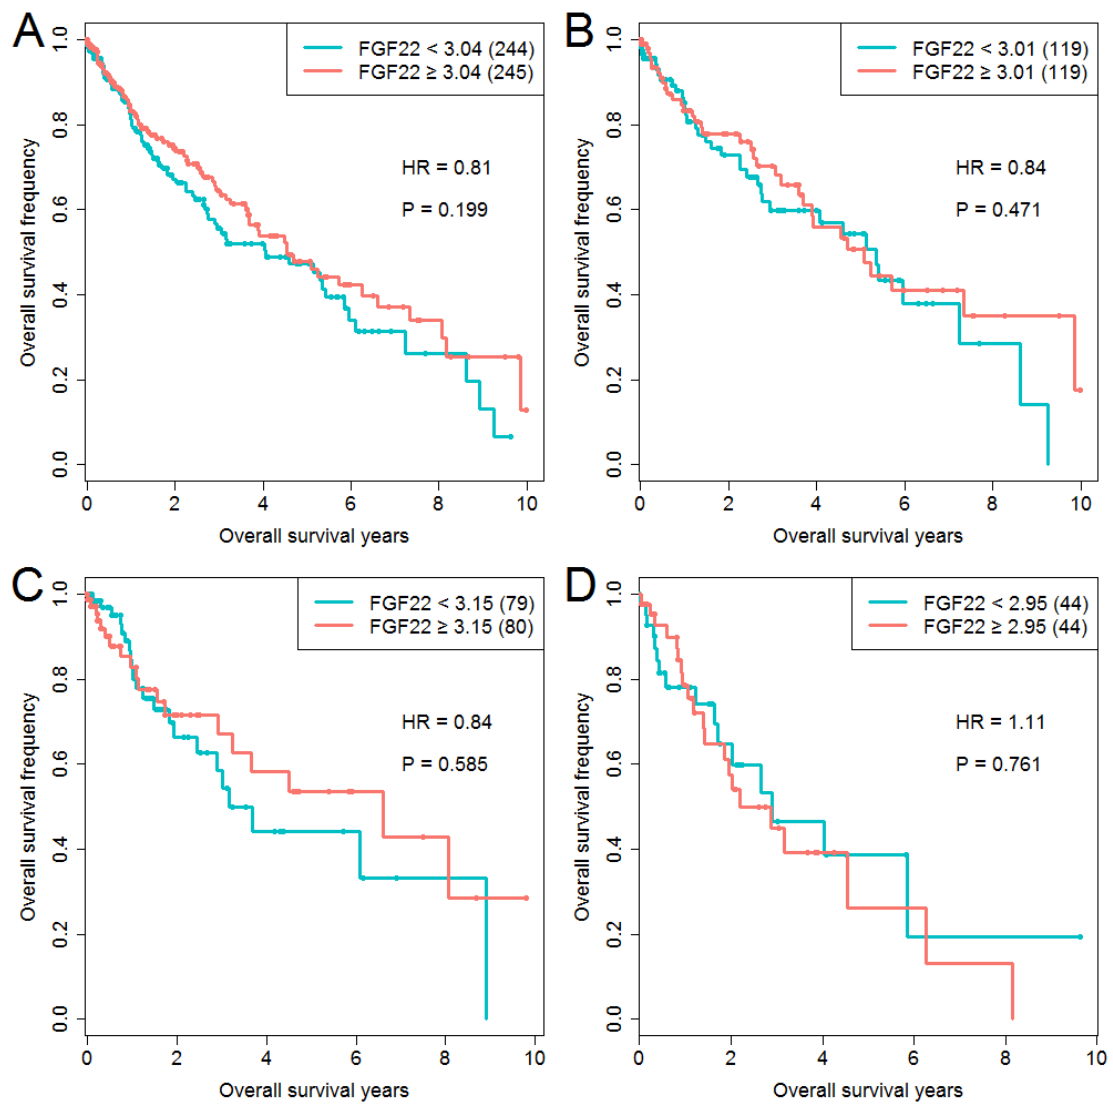 A
FGF22 < 3.04 (244)
FGF22 ≥ 3.04 (245)
HR = 0.81
P = 0.199
Overall survival frequency
0.0 0.2 0.4 0.6 0.8 1.0
0 2 4 6 8 10
Overall survival years
B
FGF22 < 3.01 (119)
FGF22 ≥ 3.01 (119)
HR = 0.84
P = 0.471
Overall survival frequency
0.0 0.2 0.4 0.6 0.8 1.0
0 2 4 6 8 10
Overall survival years
C
FGF22 < 3.15 (79)
FGF22 ≥ 3.15 (80)
HR = 0.84
P = 0.585
Overall survival frequency
0.0 0.2 0.4 0.6 0.8 1.0
0 2 4 6 8 10
Overall survival years
D
FGF22 < 2.95 (44)
FGF22 ≥ 2.95 (44)
HR = 1.11
P = 0.761
Overall survival frequency
0.0 0.2 0.4 0.6 0.8 1.0
0 2 4 6 8 10
Overall survival years